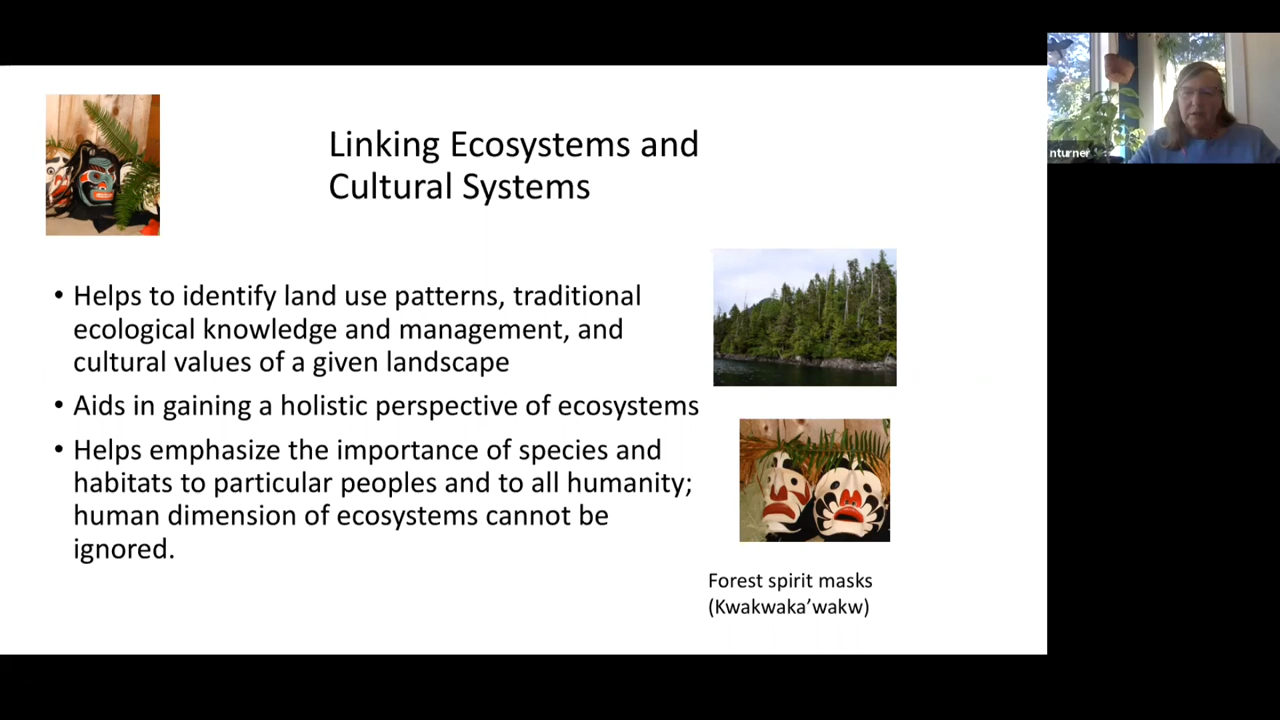 Linking Ecosystems and
Cultural Systems
• Helps to identify land use patterns, traditional
ecological knowledge and management, and
cultural values of a given landscape
• Aids in gaining a holistic perspective of ecosystems
• Helps emphasize the importance of species and
habitats to particular peoples and to all humanity;
human dimension of ecosystems cannot be
ignored.
Forest spirit masks
(Kwakwaka’wakw)
nturner